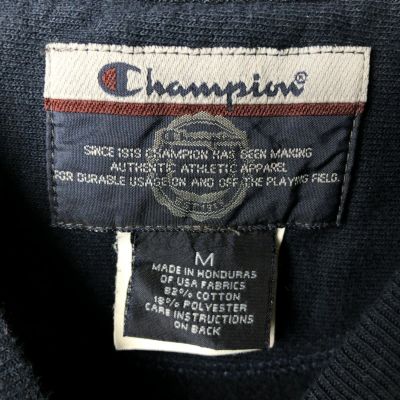 Champion®
SINCE 1919 CHAMPION HAS BEEN MAKING
AUTHENTIC ATHLETIC APPAREL
FOR DURABLE USAGE ON AND OFF THE PLAYING FIELD.
M
MADE IN HONDURAS
OF USA FABRICS
82% COTTON
18% POLYESTER
CARE INSTRUCTIONS
ON BACK